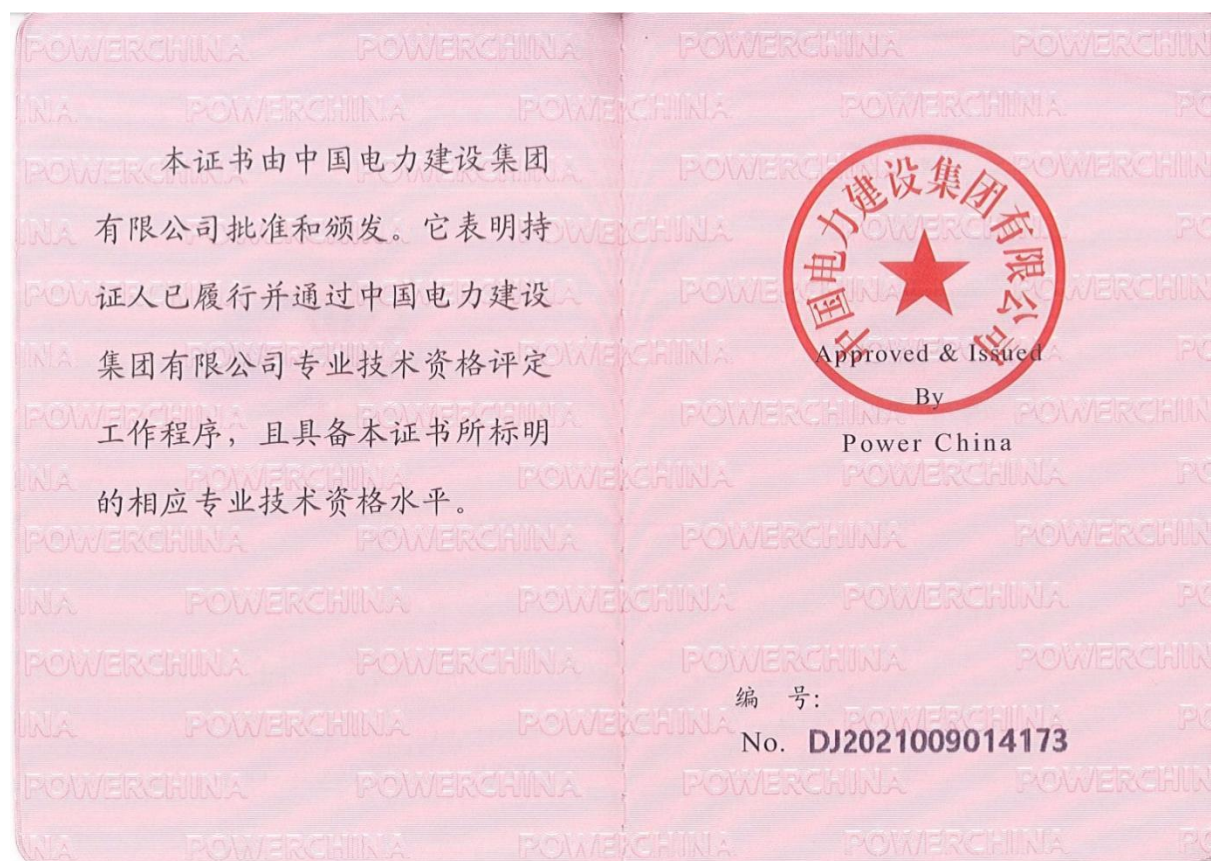 本证书由中国电力建设集团
有限公司批准和颁发。它表明持
证人已履行并通过中国电力建设
集团有限公司专业技术资格评定
工作程序，且具备本证书所标明
的相应专业技术资格水平。
中国电力建设集团有限公司
Approved & Issued
By
Power China
编 号:
No. DJ2021009014173
POWERCHINA